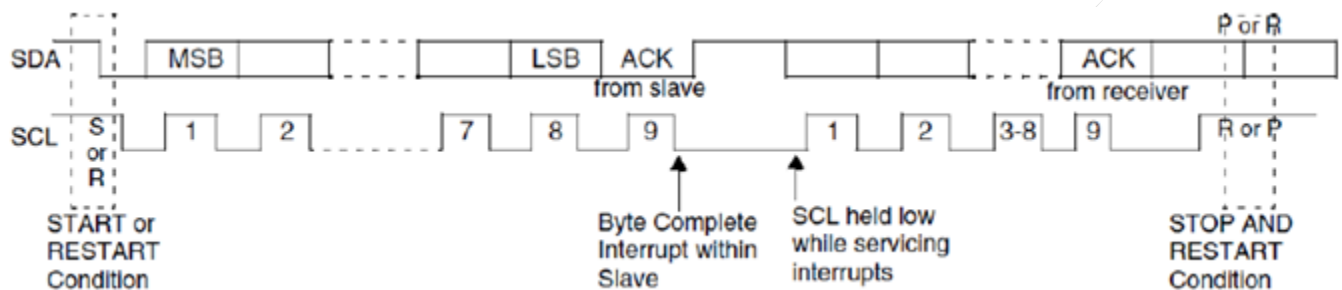 P or R
SDA MSB LSB ACK ACK
from slave from receiver
SCL S or R 1 2 7 8 9 1 2 3-8 9 R or P
START or
RESTART
Condition
Byte Complete
Interrupt within
Slave
SCL held low
while servicing
interrupts
STOP AND
RESTART
Condition